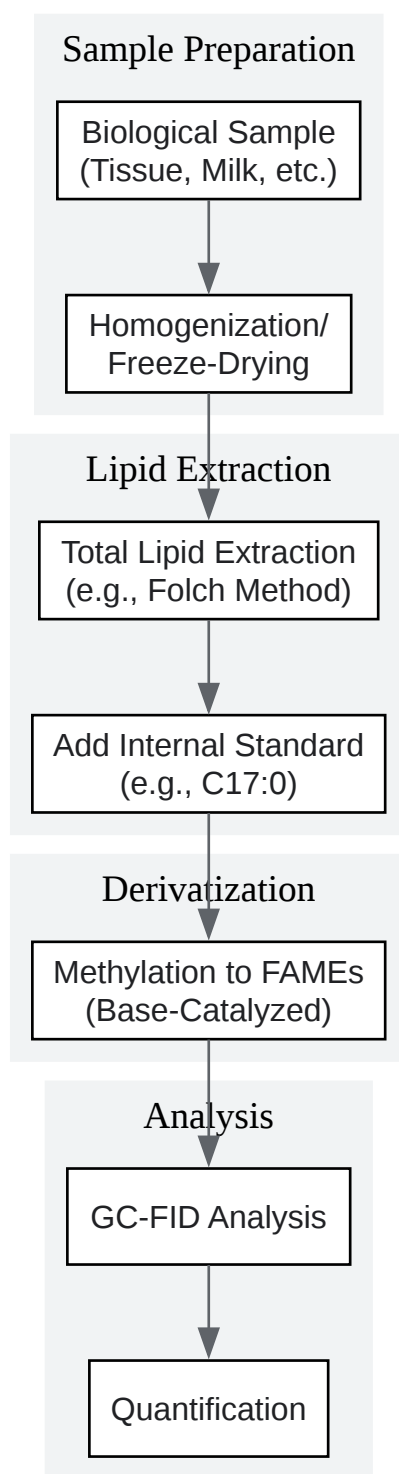 Sample Preparation
Biological Sample
(Tissue, Milk, etc.)
Homogenization/
Freeze-Drying
Lipid Extraction
Total Lipid Extraction
(e.g., Folch Method)
Add Internal Standard
(e.g., C17:0)
Derivatization
Methylation to FAMEs
(Base-Catalyzed)
Analysis
GC-FID Analysis
Quantification